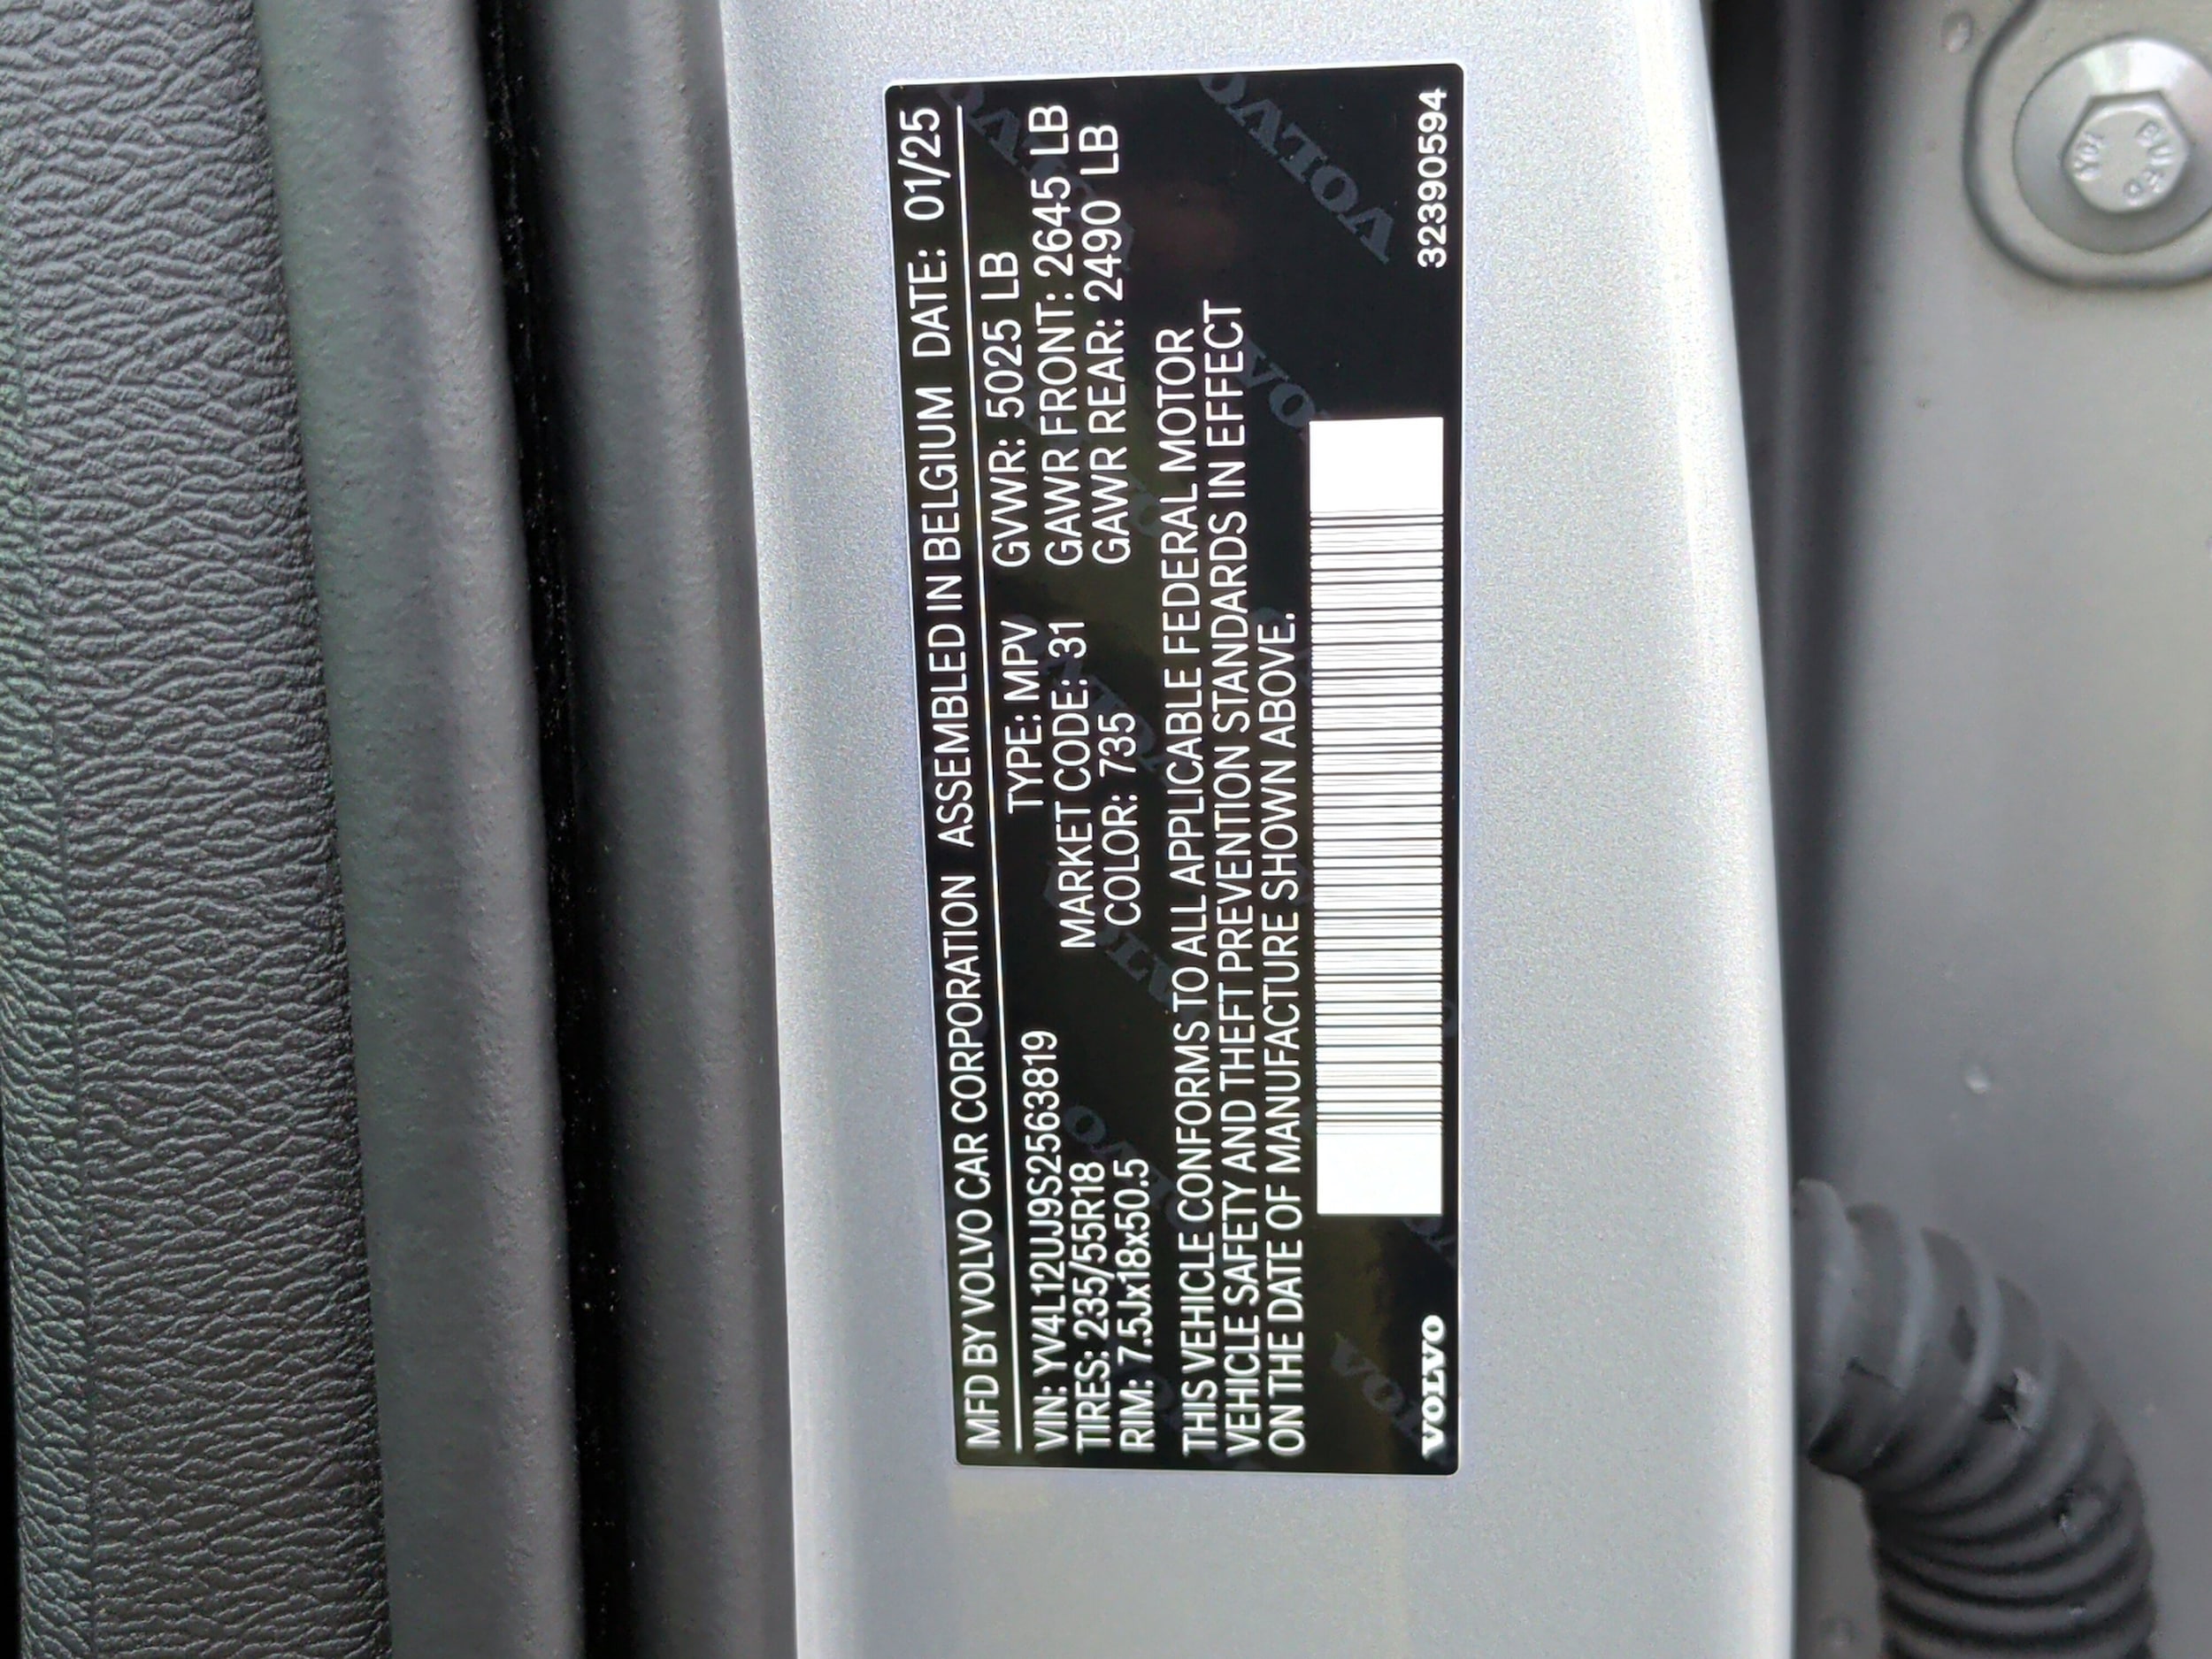 MFD BY VOLVO CAR CORPORATION ASSEMBLED IN BELGIUM DATE: 01/25
VIN: YV4L12UJ9S2563819 TYPE: MPV GVWR: 5025 LB
TIRES: 235/55R18 MARKET CODE: 31 GAWR FRONT: 2645 LB
RIM: 7.5Jx18x50.5 COLOR: 735 GAWR REAR: 2490 LB
THIS VEHICLE CONFORMS TO ALL APPLICABLE FEDERAL MOTOR
VEHICLE SAFETY AND THEFT PREVENTION STANDARDS IN EFFECT
ON THE DATE OF MANUFACTURE SHOWN ABOVE.
VOLVO 32390594